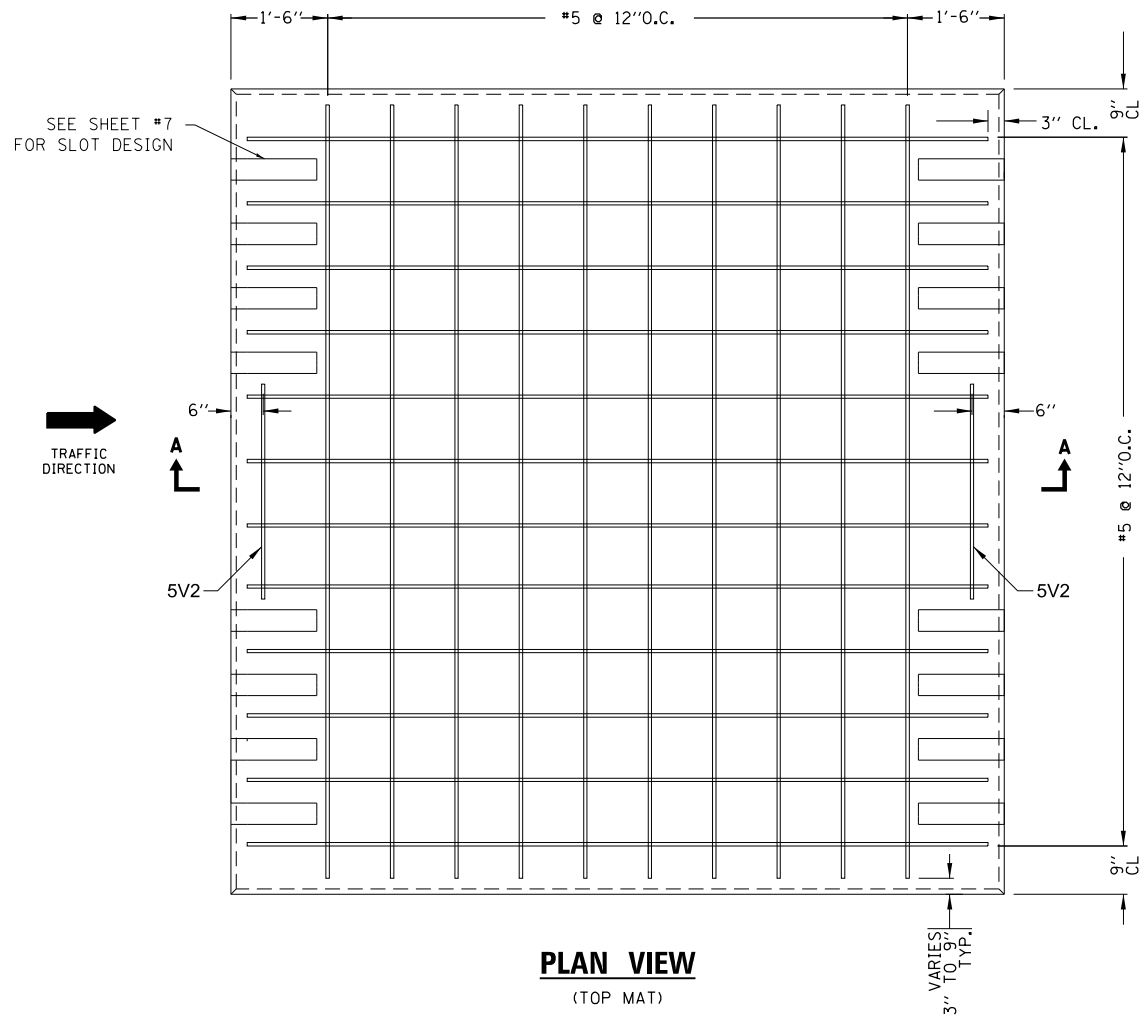 1'-6''
#5 @ 12''O.C.
1'-6''
9''
CL
SEE SHEET #7
FOR SLOT DESIGN
3'' CL.
6''
6''
TRAFFIC
DIRECTION
A
A
#5 @ 12''O.C.
5V2
5V2
9''
CL
VARIES
3'' TO 9''
TYP.
PLAN VIEW
(TOP MAT)